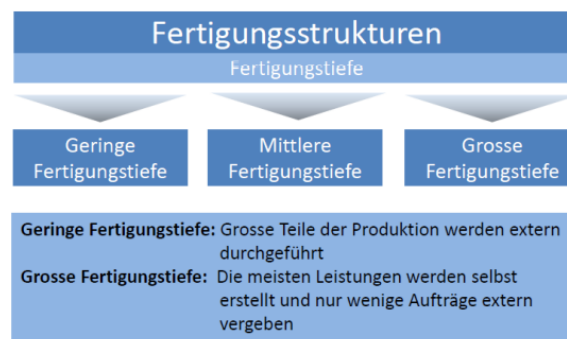 Fertigungsstrukturen
Fertigungstiefe
Geringe
Fertigungstiefe
Mittlere
Fertigungstiefe
Grosse
Fertigungstiefe
Geringe Fertigungstiefe: Grosse Teile der Produktion werden extern
durchgeführt
Grosse Fertigungstiefe: Die meisten Leistungen werden selbst
erstellt und nur wenige Aufträge extern
vergeben